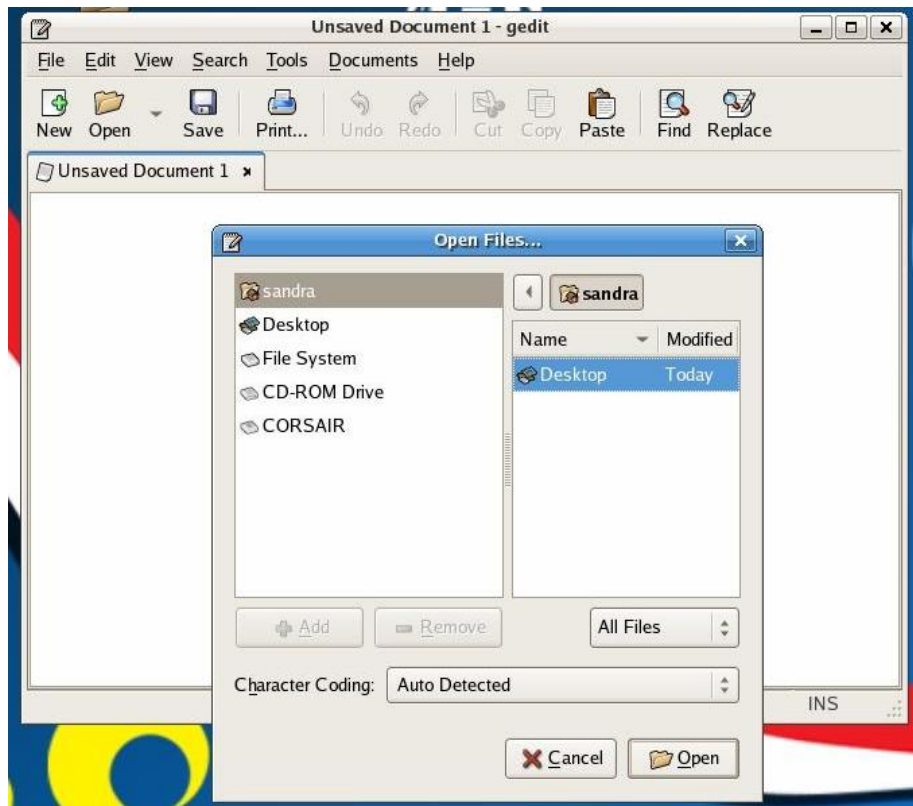 Unsaved Document 1 - gedit
File Edit View Search Tools Documents Help
New Open Save Print... Undo Redo Cut Copy Paste Find Replace
Unsaved Document 1
Open Files...
sandra
Desktop
File System
CD-ROM Drive
CORSAIR
sandra
Name Modified
Desktop Today
Add Remove All Files
Character Coding: Auto Detected
INS
Cancel Open